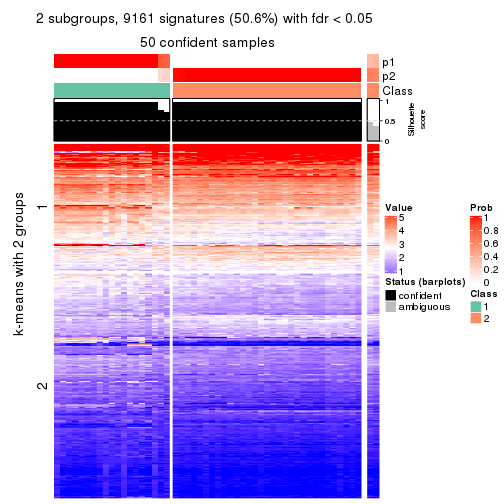 2 subgroups, 9161 signatures (50.6%) with fdr < 0.05
50 confident samples
p1
p2
Class
1
0.5
0
Silhouette
score
k-means with 2 groups
1
2
Value
5
4
3
2
1
Status (barplots)
confident
ambiguous
Prob
1
0.8
0.6
0.4
0.2
0
Class
1
2